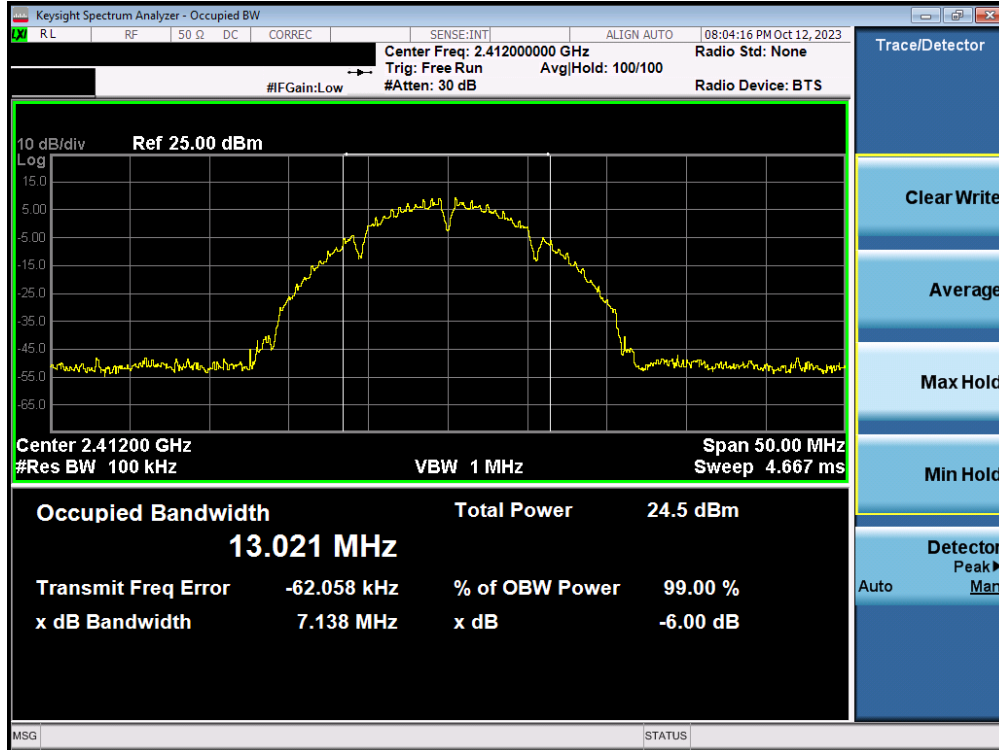 Keysight Spectrum Analyzer - Occupied BW
LXI RL RF 50 Ω DC CORREC SENSE:INT ALIGN AUTO 08:04:16 PM Oct 12, 2023
Center Freq: 2.412000000 GHz Radio Std: None
Trig: Free Run Avg|Hold: 100/100
#IFGain:Low #Atten: 30 dB Radio Device: BTS
10 dB/div Ref 25.00 dBm
Log
15.0
5.00
-5.00
-15.0
-25.0
-35.0
-45.0
-55.0
-65.0
Center 2.41200 GHz Span 50.00 MHz
#Res BW 100 kHz VBW 1 MHz Sweep 4.667 ms
Occupied Bandwidth Total Power 24.5 dBm
13.021 MHz
Transmit Freq Error -62.058 kHz % of OBW Power 99.00 %
x dB Bandwidth 7.138 MHz x dB -6.00 dB
MSG STATUS
Trace/Detector
Clear Write
Average
Max Hold
Min Hold
Detector
Peak▶
Auto Man